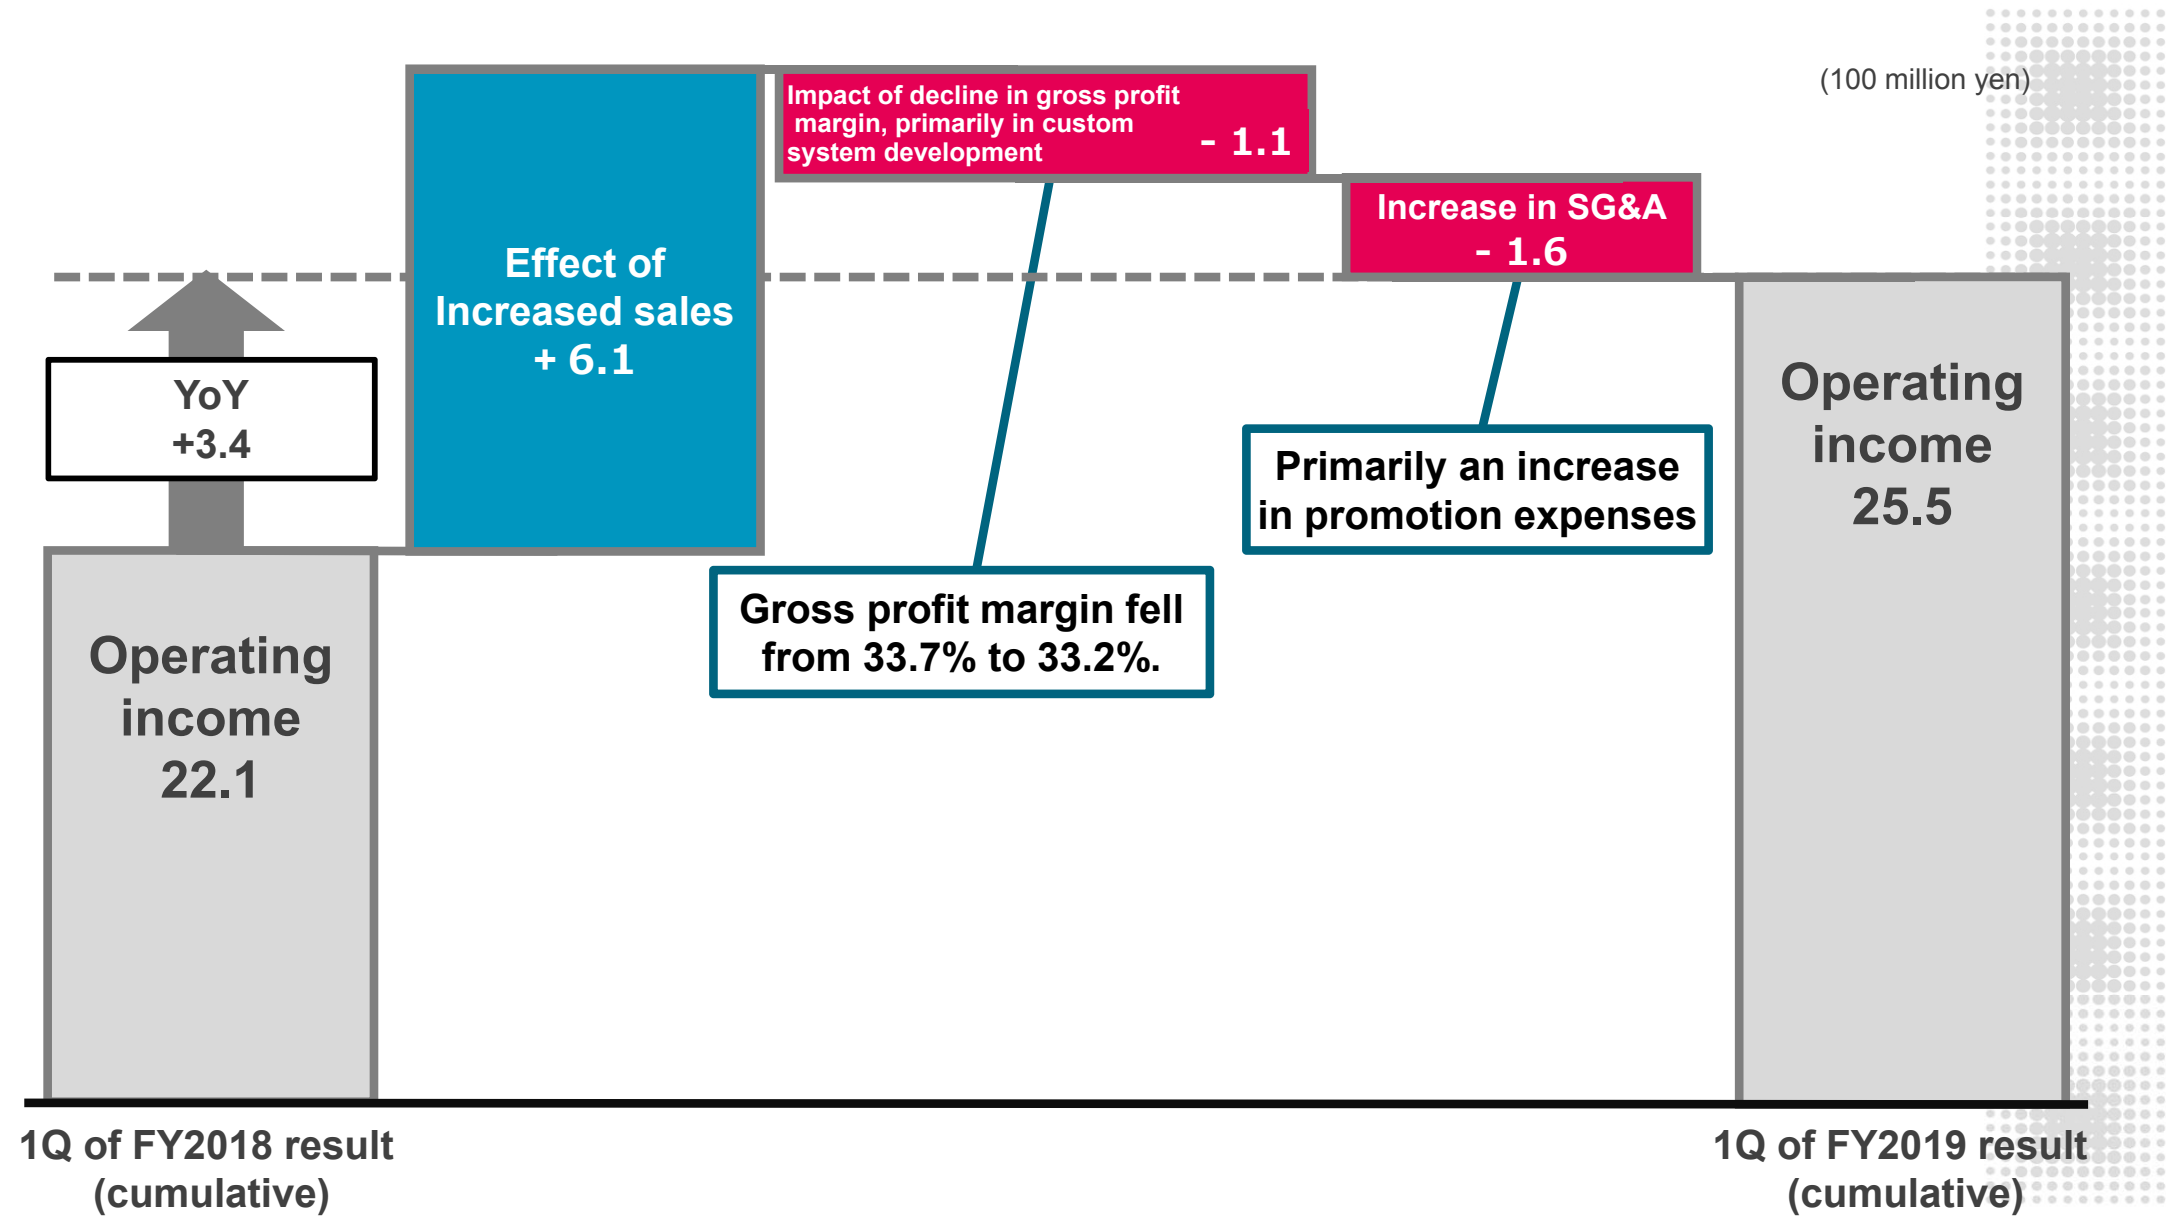 (100 million yen)
Impact of decline in gross profit
margin, primarily in custom
system development
- 1.1
Increase in SG&A
- 1.6
Effect of
Increased sales
+ 6.1
YoY
+3.4
Operating
income
25.5
Primarily an increase
in promotion expenses
Gross profit margin fell
from 33.7% to 33.2%.
Operating
income
22.1
1Q of FY2018 result
(cumulative)
1Q of FY2019 result
(cumulative)